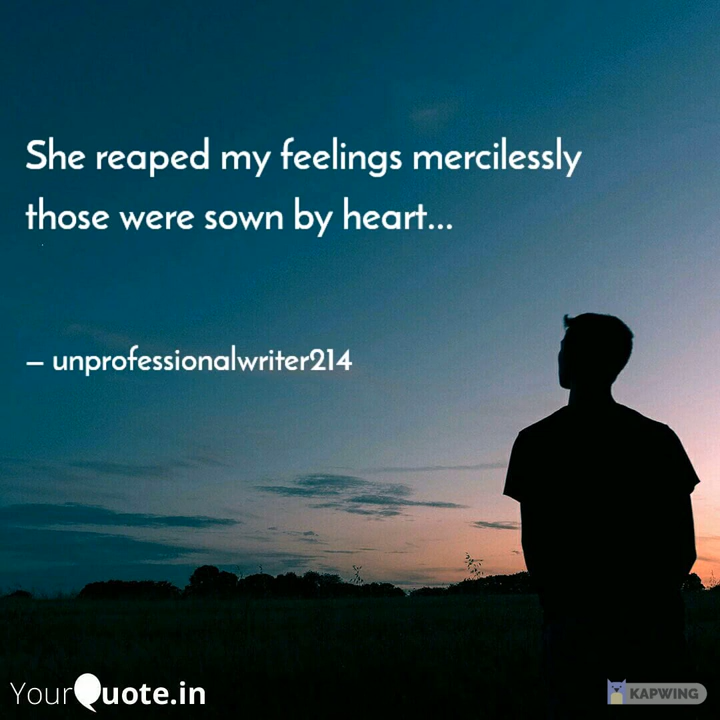 She reaped my feelings mercilessly
those were sown by heart...
– unprofessionalwriter214
YourQuote.in
KAPWING